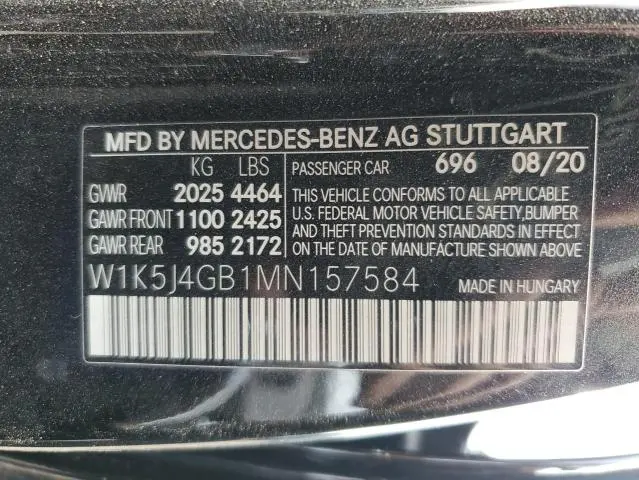 MFD BY MERCEDES-BENZ AG STUTTGART
KG LBS PASSENGER CAR 696 08/20
GVWR 2025 4464 THIS VEHICLE CONFORMS TO ALL APPLICABLE
GAWR FRONT 1100 2425 U.S. FEDERAL MOTOR VEHICLE SAFETY,BUMPER
AND THEFT PREVENTION STANDARDS IN EFFECT
GAWR REAR 985 2172 ON THE DATE OF MANUFACTURE SHOWN ABOVE
W1K5J4GB1MN157584 MADE IN HUNGARY